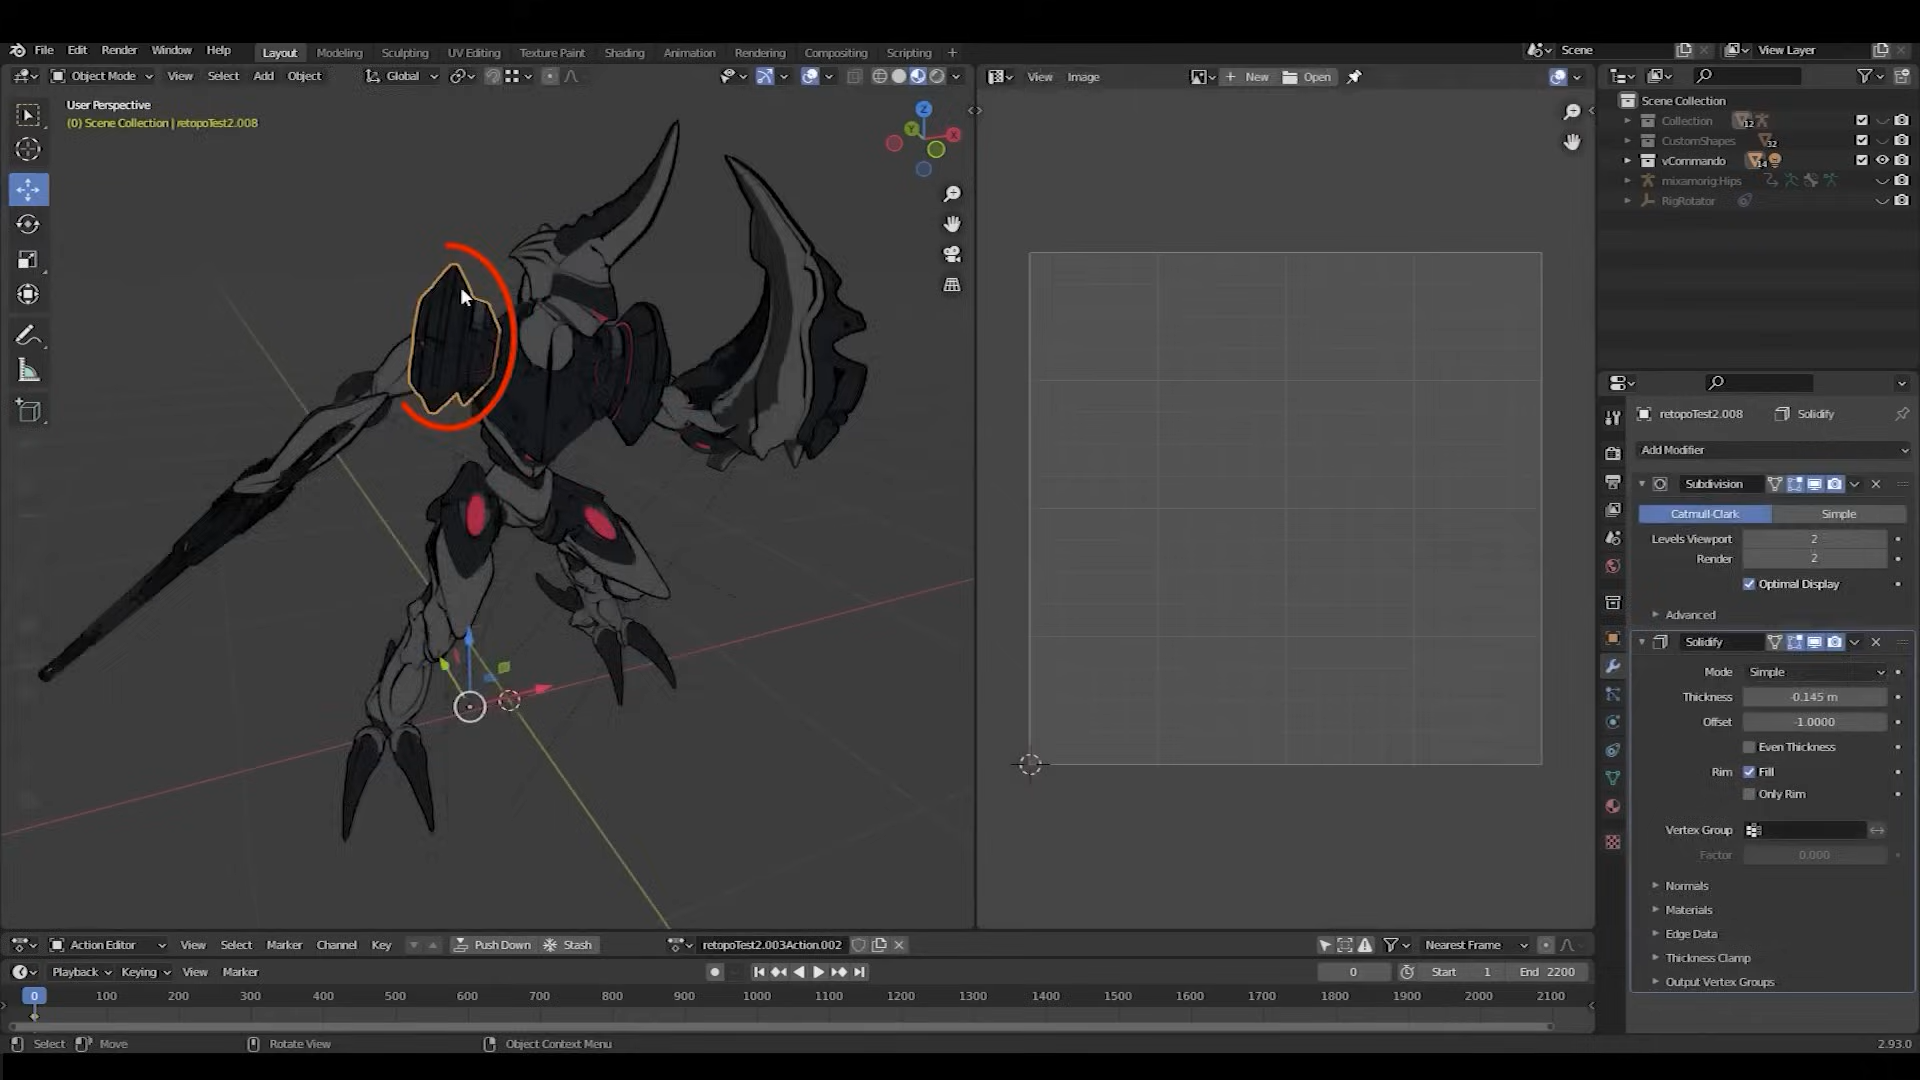 File Edit Render Window Help Layout Modeling Sculpting UV Editing Texture Paint Shading Animation Rendering Compositing Scripting + Scene View Layer
Object Mode View Select Add Object Global View Image New Open
User Perspective
(0) Scene Collection | retopoTest2.008
Z
Y
X
Scene Collection
Collection 12
CustomShapes 32
vCommando 14
mixamorig:Hips
RigRotator
retopoTest2.008 Solidify
Add Modifier
Subdivision
Catmull-Clark Simple
Levels Viewport 2
Render 2
Optimal Display
Advanced
Solidify
Mode Simple
Thickness -0.145 m
Offset -1.0000
Even Thickness
Rim Fill
Only Rim
Vertex Group
Factor 0.000
Normals
Materials
Edge Data
Thickness Clamp
Output Vertex Groups
Action Editor View Select Marker Channel Key Push Down Stash retopoTest2.003Action.002 Nearest Frame
Playback Keying View Marker 0 Start 1 End 2200
0 100 200 300 400 500 600 700 800 900 1000 1100 1200 1300 1400 1500 1600 1700 1800 1900 2000 2100
Select Move Rotate View Object Context Menu 2.93.0